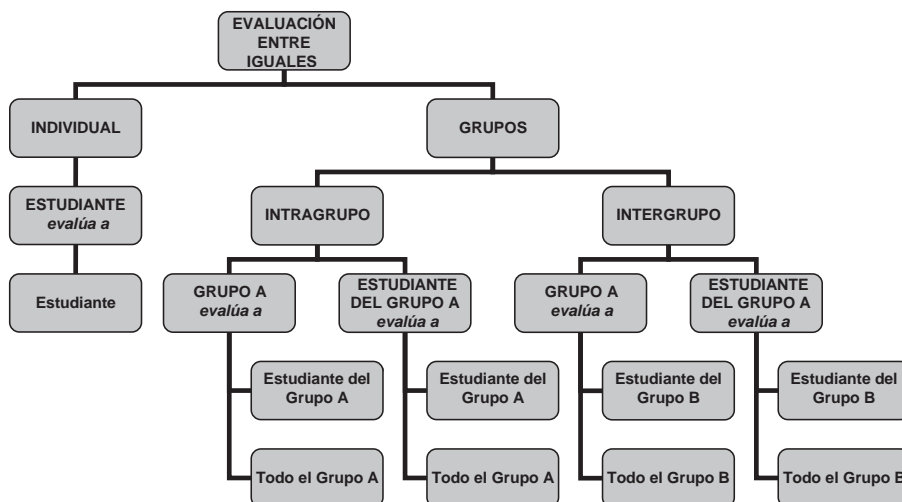 EVALUACIÓN
ENTRE
IGUALES
INDIVIDUAL
GRUPOS
ESTUDIANTE
evalúa a
INTRAGRUPO
INTERGRUPO
Estudiante
GRUPO A
evalúa a
ESTUDIANTE
DEL GRUPO A
evalúa a
GRUPO A
evalúa a
ESTUDIANTE
DEL GRUPO A
evalúa a
Estudiante del
Grupo A
Estudiante del
Grupo A
Estudiante del
Grupo B
Estudiante del
Grupo B
Todo el Grupo A
Todo el Grupo A
Todo el Grupo B
Todo el Grupo B